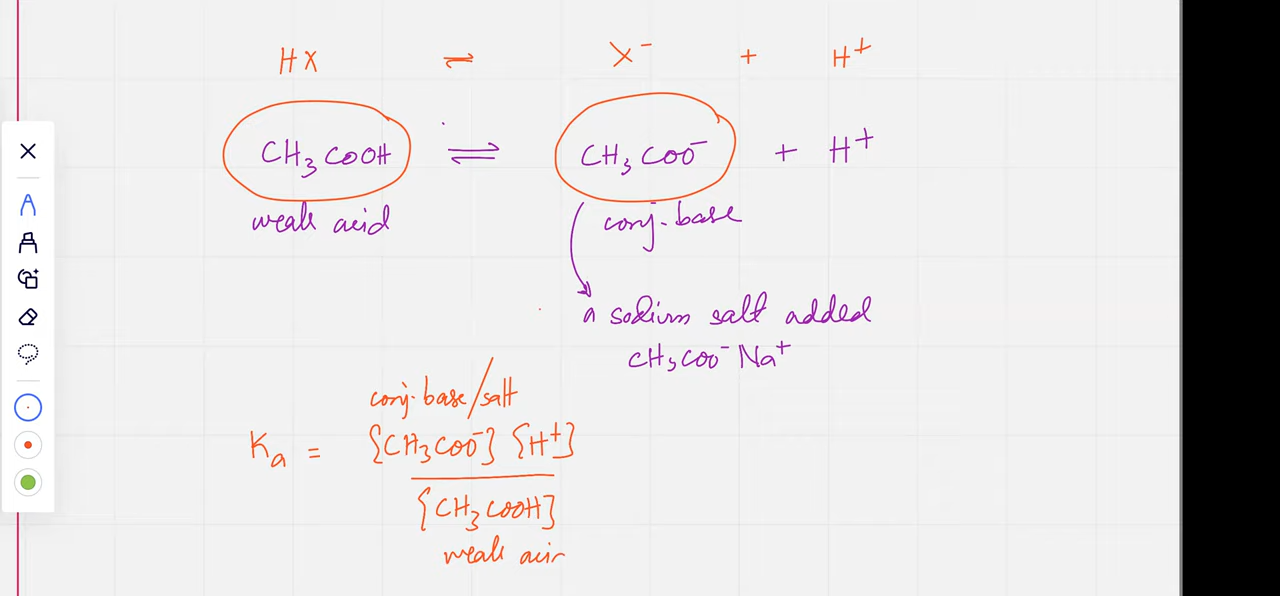 HX ⇌ X⁻ + H⁺
CH₃COOH ⇌ CH₃COO⁻ + H⁺
weak acid conj. base
a sodium salt added
CH₃COO⁻Na⁺
conj. base/salt
Kₐ = {CH₃COO⁻] {H⁺]
{CH₃COOH]
weak acir